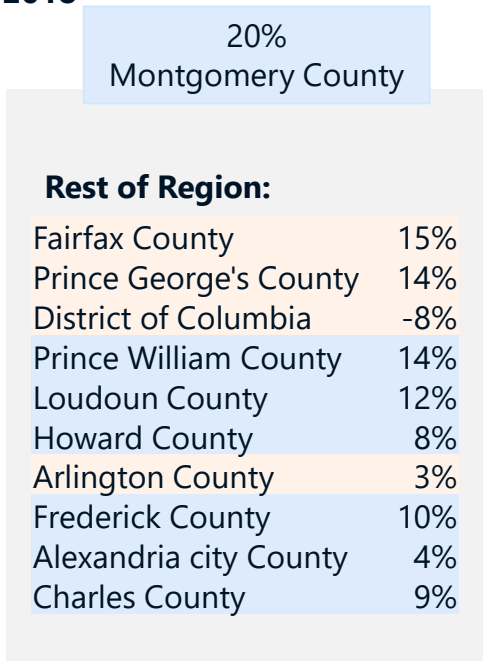 20%
Montgomery County
Rest of Region:
Fairfax County 15%
Prince George's County 14%
District of Columbia -8%
Prince William County 14%
Loudoun County 12%
Howard County 8%
Arlington County 3%
Frederick County 10%
Alexandria city County 4%
Charles County 9%